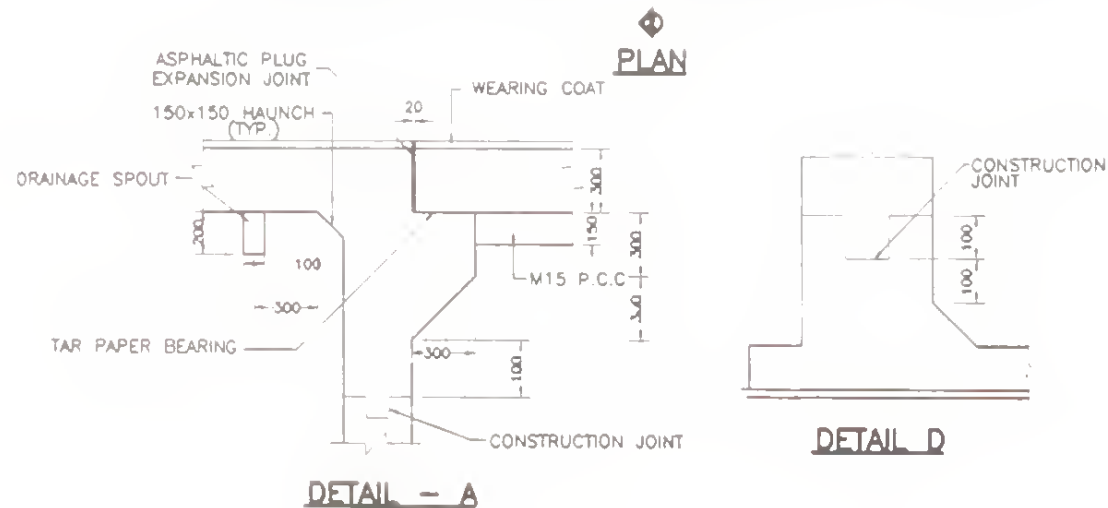 PLAN
ASPHALTIC PLUG
EXPANSION JOINT
150x150 HAUNCH
(TYP.)
20
WEARING COAT
DRAINAGE SPOUT
200
100
300
300
150
300
M15 P.C.C
300
TAR PAPER BEARING
300
100
CONSTRUCTION JOINT
DETAIL - A
CONSTRUCTION
JOINT
100
100
DETAIL D